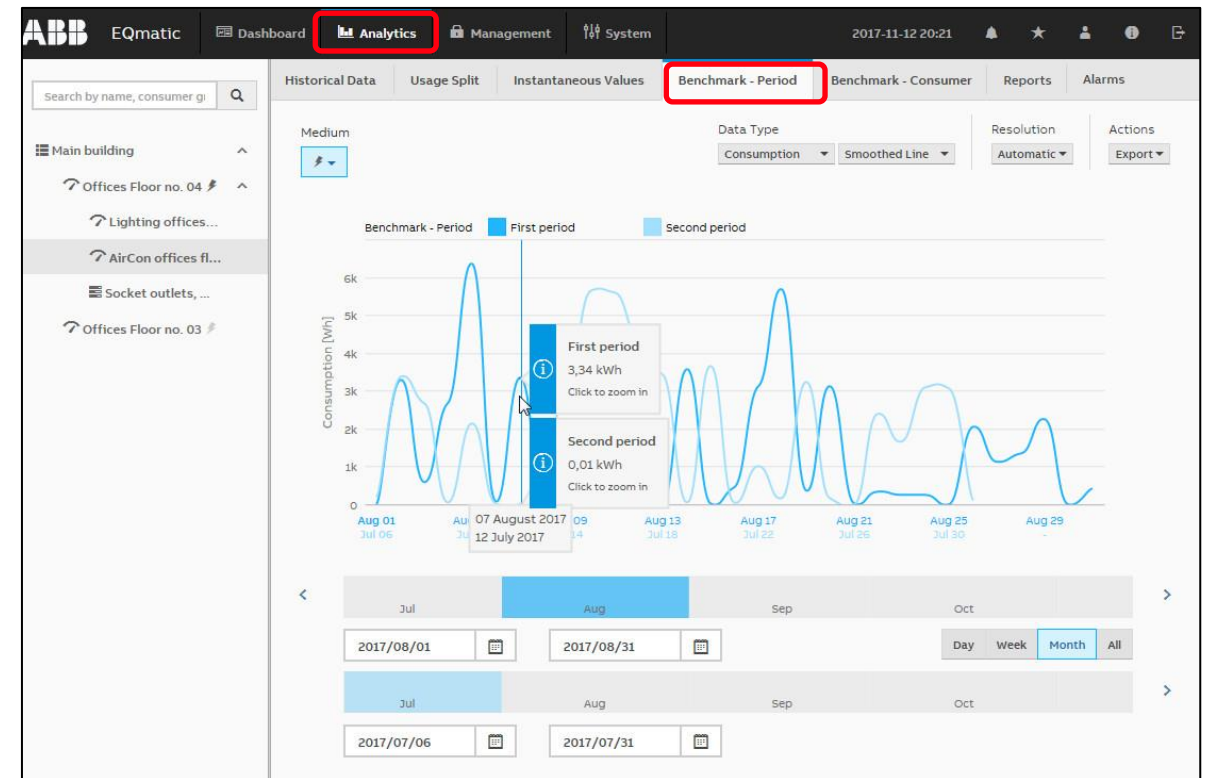 ABB EQmatic Dashboard Analytics Management System 2017-11-12 20:21
Search by name, consumer gr
Main building
Offices Floor no. 04
Lighting offices...
AirCon offices fl...
Socket outlets, ...
Offices Floor no. 03
Historical Data Usage Split Instantaneous Values Benchmark - Period Benchmark - Consumer Reports Alarms
Medium Data Type Resolution Actions
Consumption Smoothed Line Automatic Export
Benchmark - Period First period Second period
Consumption [Wh]
6k
5k
4k
3k
2k
1k
0
First period
3,34 kWh
Click to zoom in
Second period
0,01 kWh
Click to zoom in
07 August 2017
12 July 2017
Aug 01 Au 09 Aug 13 Aug 17 Aug 21 Aug 25 Aug 29
Jul 06 Ju 14 Jul 18 Jul 22 Jul 26 Jul 30 -
Jul Aug Sep Oct
2017/08/01 2017/08/31 Day Week Month All
Jul Aug Sep Oct
2017/07/06 2017/07/31